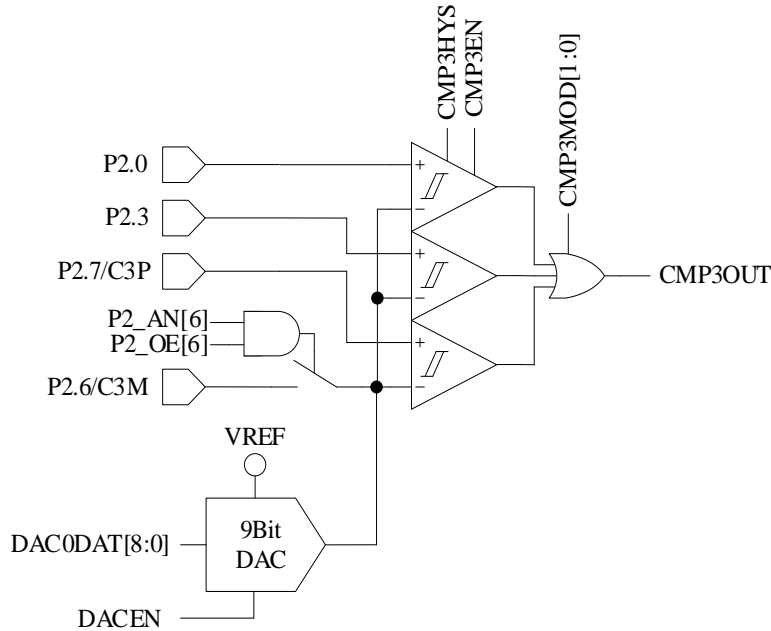 CMP3HYS
CMP3EN
CMP3MOD[1:0]
P2.0
+
−
P2.3
+
−
P2.7/C3P
CMP3OUT
P2_AN[6]
P2_OE[6]
+
−
P2.6/C3M
VREF
DAC0DAT[8:0]
9Bit
DAC
DACEN